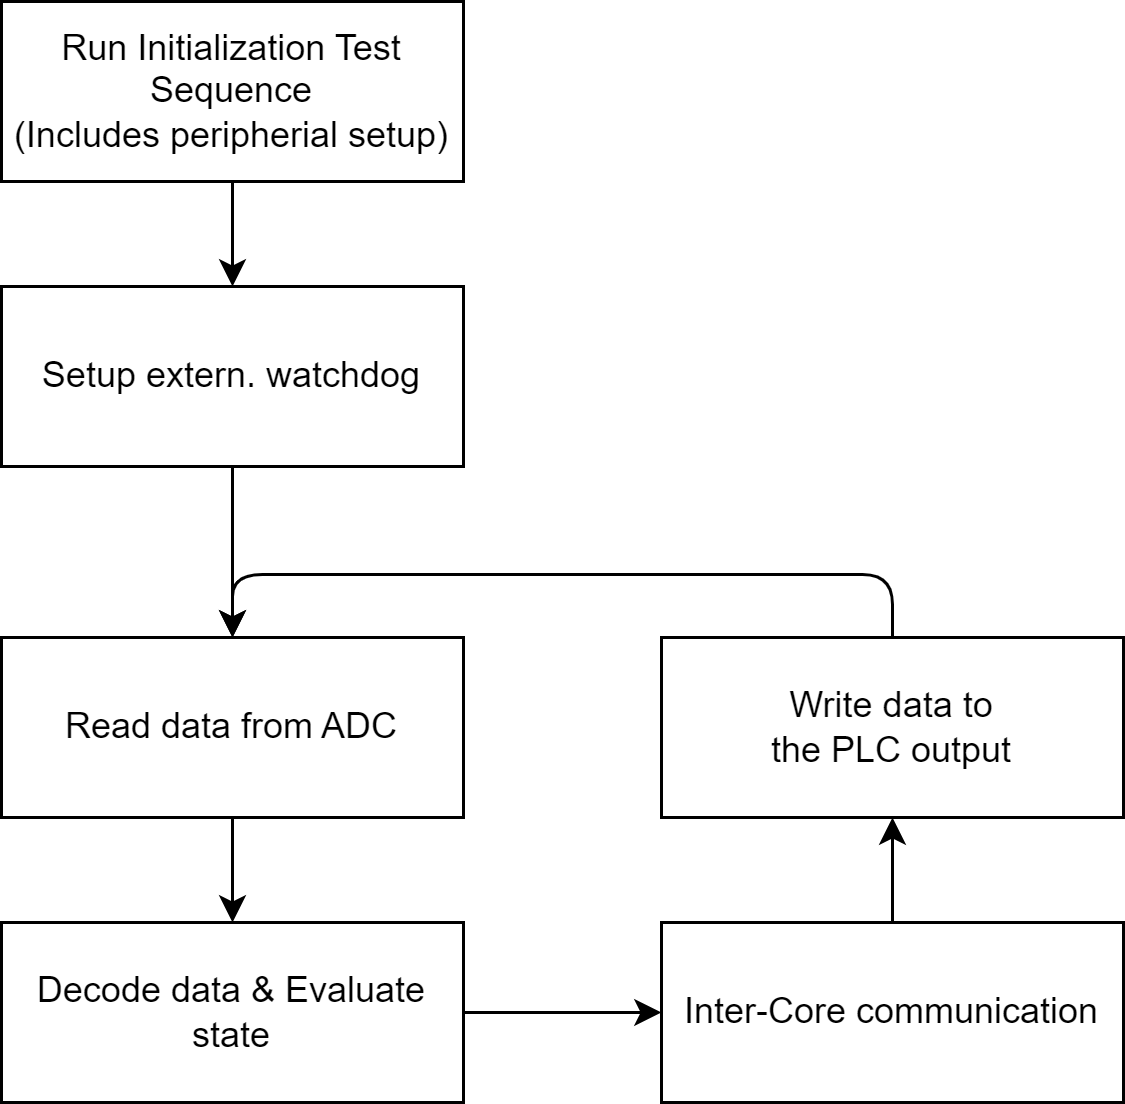 Run Initialization Test
Sequence
(Includes peripherial setup)
Setup extern. watchdog
Read data from ADC
Write data to
the PLC output
Decode data & Evaluate
state
Inter-Core communication